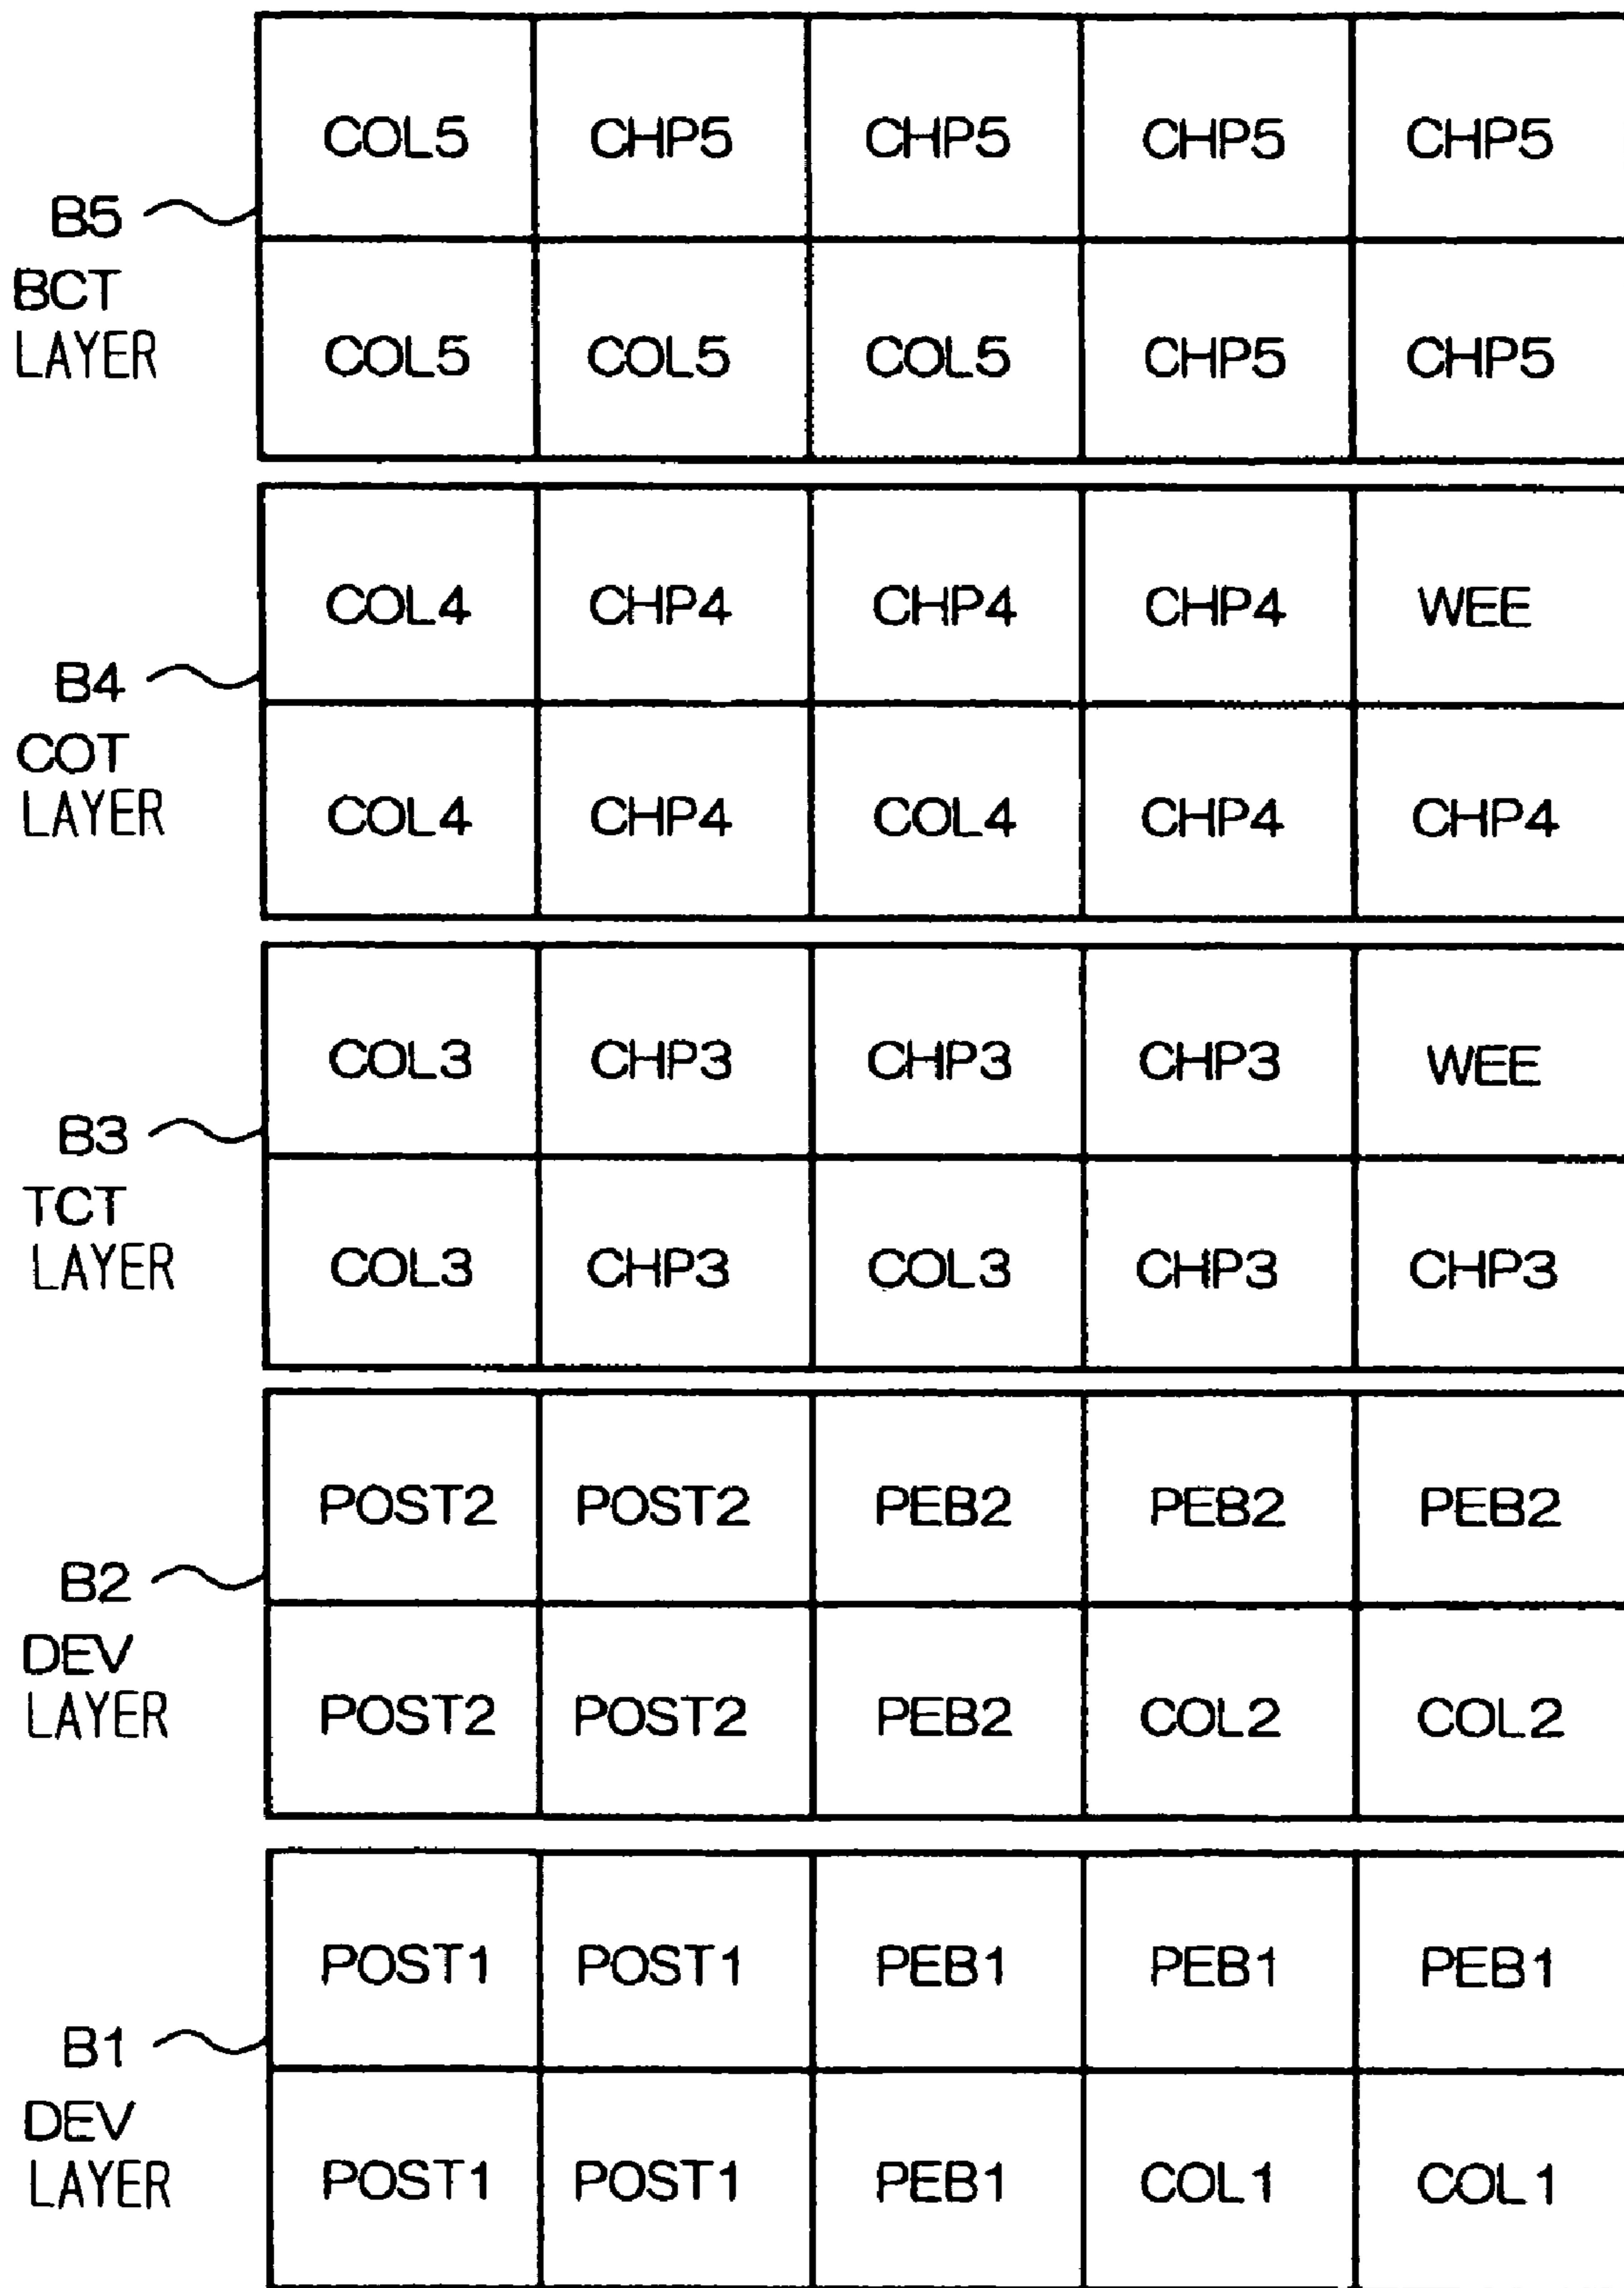 COL5 CHP5 CHP5 CHP5 CHP5
B5
BCT
LAYER
COL5 COL5 COL5 CHP5 CHP5
COL4 CHP4 CHP4 CHP4 WEE
B4
COT
LAYER
COL4 CHP4 COL4 CHP4 CHP4
COL3 CHP3 CHP3 CHP3 WEE
B3
TCT
LAYER
COL3 CHP3 COL3 CHP3 CHP3
POST2 POST2 PEB2 PEB2 PEB2
B2
DEV
LAYER
POST2 POST2 PEB2 COL2 COL2
POST1 POST1 PEB1 PEB1 PEB1
B1
DEV
LAYER
POST1 POST1 PEB1 COL1 COL1